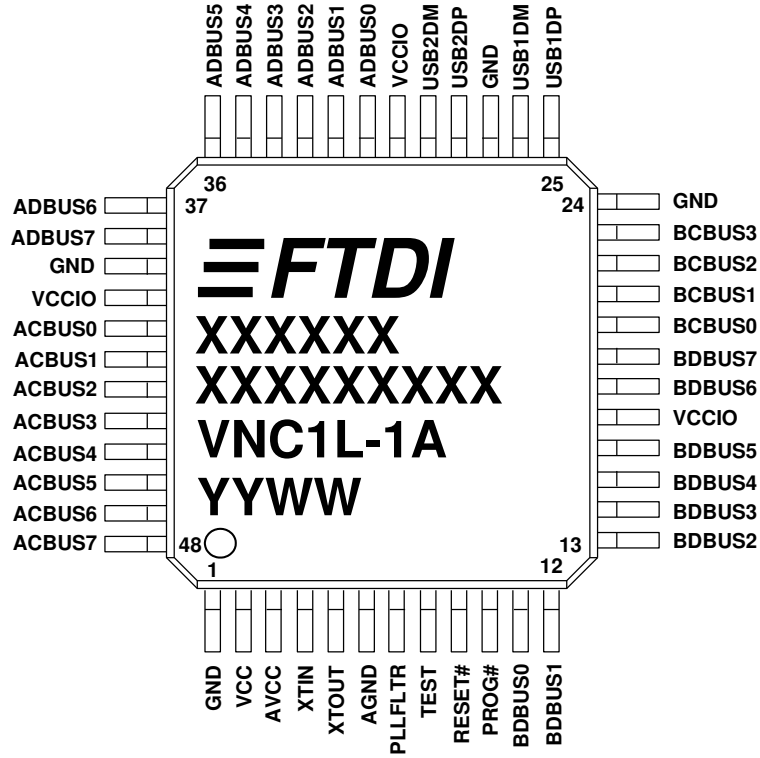 ADBUS5
ADBUS4
ADBUS3
ADBUS2
ADBUS1
ADBUS0
VCCIO
USB2DM
USB2DP
GND
USB1DM
USB1DP
36
25
37
24
ADBUS6
ADBUS7
GND
VCCIO
ACBUS0
ACBUS1
ACBUS2
ACBUS3
ACBUS4
ACBUS5
ACBUS6
ACBUS7
FTDI
XXXXXX
XXXXXXXXX
VNC1L-1A
YYWW
GND
BCBUS3
BCBUS2
BCBUS1
BCBUS0
BDBUS7
BDBUS6
VCCIO
BDBUS5
BDBUS4
BDBUS3
BDBUS2
48
13
1
12
GND
VCC
AVCC
XTIN
XTOUT
AGND
PLLFLTR
TEST
RESET#
PROG#
BDBUS0
BDBUS1